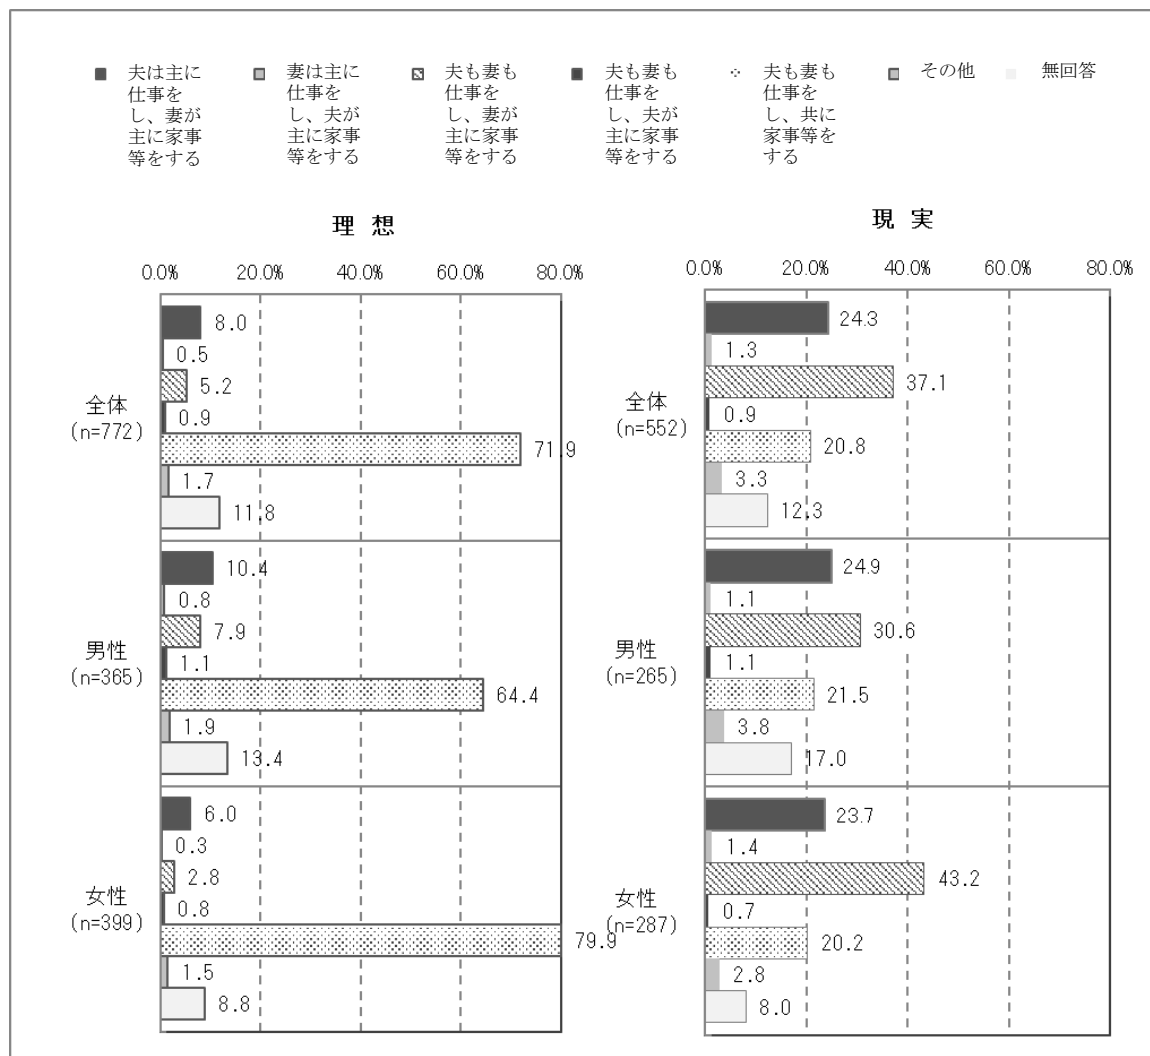 夫は主に
仕事を
し、妻が
主に家事
等をする
妻は主に
仕事を
し、夫が
主に家事
等をする
夫も妻も
仕事を
し、妻が
主に家事
等をする
夫も妻も
仕事を
し、夫が
主に家事
等をする
夫も妻も
仕事を
し、共に
家事等を
する
その他
無回答
理 想
0.0% 20.0% 40.0% 60.0% 80.0%
全体
(n=772)
8.0
0.5
5.2
0.9
71.9
1.7
11.8
男性
(n=365)
10.4
0.8
7.9
1.1
64.4
1.9
13.4
女性
(n=399)
6.0
0.3
2.8
0.8
79.9
1.5
8.8
現 実
0.0% 20.0% 40.0% 60.0% 80.0%
全体
(n=552)
24.3
1.3
37.1
0.9
20.8
3.3
12.3
男性
(n=265)
24.9
1.1
30.6
1.1
21.5
3.8
17.0
女性
(n=287)
23.7
1.4
43.2
0.7
20.2
2.8
8.0